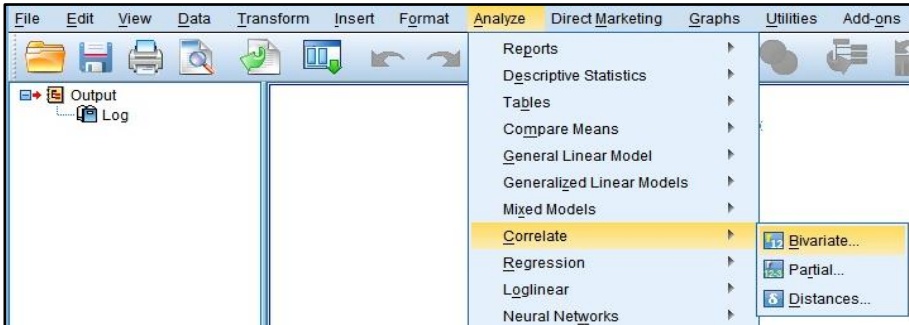 File Edit View Data Transform Insert Format Analyze Direct Marketing Graphs Utilities Add-ons
Output
Log
Reports
Descriptive Statistics
Tables
Compare Means
General Linear Model
Generalized Linear Models
Mixed Models
Correlate
Regression
Loglinear
Neural Networks
Bivariate...
Partial...
Distances...